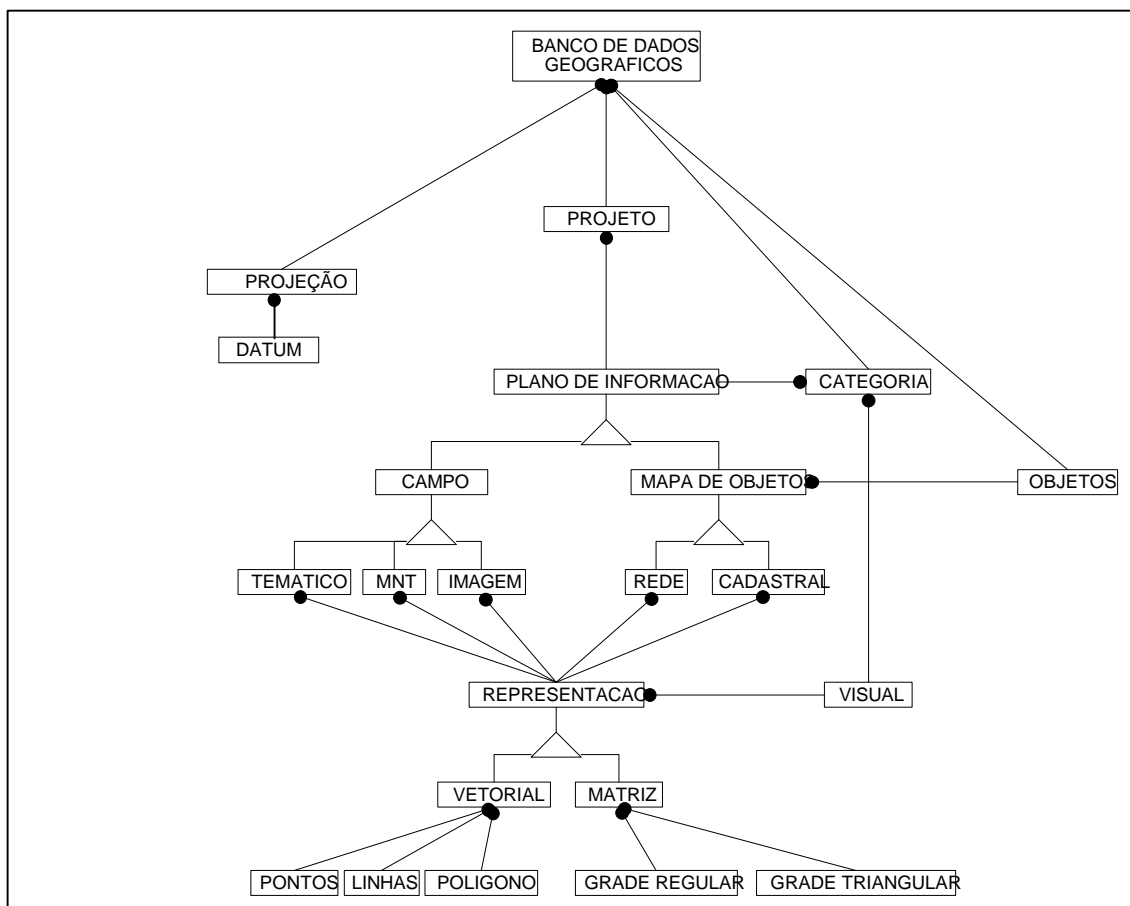 BANCO DE DADOS
GEOGRAFICOS
PROJETO
PROJEÇÃO
DATUM
PLANO DE INFORMACAO
CATEGORIA
CAMPO
MAPA DE OBJETOS
OBJETOS
TEMATICO
MNT
IMAGEM
REDE
CADASTRAL
REPRESENTACAO
VISUAL
VETORIAL
MATRIZ
PONTOS
LINHAS
POLIGONO
GRADE REGULAR
GRADE TRIANGULAR